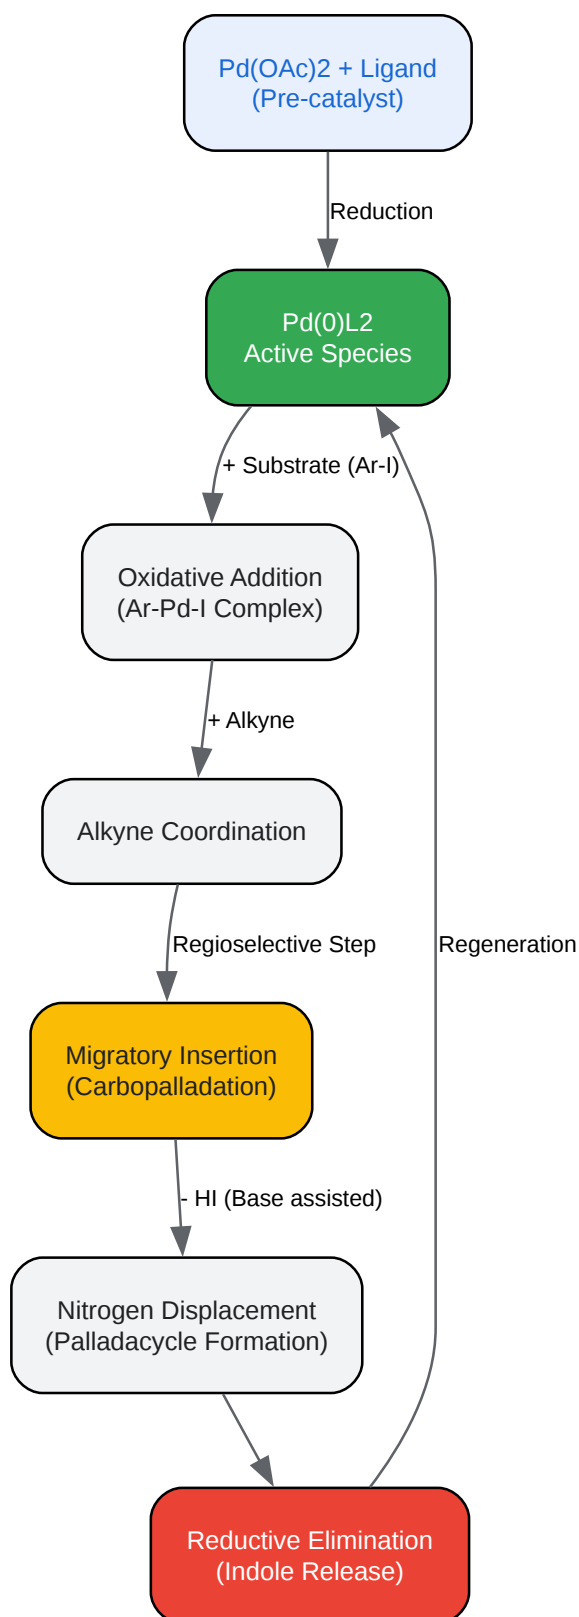 Pd(OAc)2 + Ligand
(Pre-catalyst)
Reduction
Pd(0)L2
Active Species
+ Substrate (Ar-I)
Oxidative Addition
(Ar-Pd-I Complex)
+ Alkyne
Alkyne Coordination
Regioselective Step
Regeneration
Migratory Insertion
(Carbopalladation)
- HI (Base assisted)
Nitrogen Displacement
(Palladacycle Formation)
Reductive Elimination
(Indole Release)